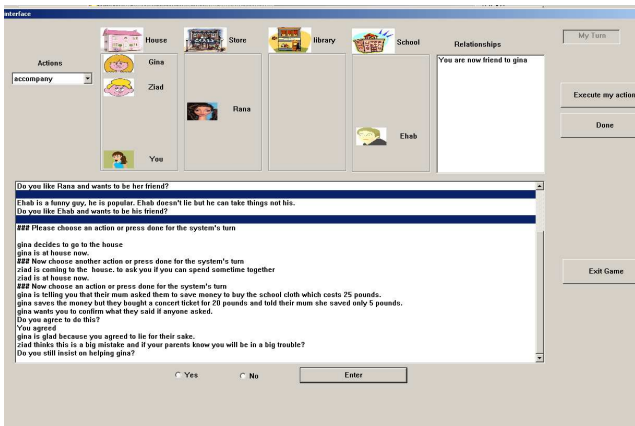 interface
House
Store
library
School
Relationships
My Turn
Actions
accompany
Gina
Ziad
You
Rana
Ehab
You are now friend to gina
Execute my action
Done
Exit Game
Do you like Rana and wants to be her friend?
Ehab is a funny guy, he is popular. Ehab doesn't lie but he can take things not his.
Do you like Ehab and wants to be his friend?
### Please choose an action or press done for the system's turn
gina decides to go to the house
gina is at house now.
### Now choose another action or press done for the system's turn
ziad is coming to the house. to ask you if you can spend sometime together
ziad is at house now.
### Now choose an action or press done for the system's turn
gina is telling you that their mum asked them to save money to buy the school cloth which costs 25 pounds.
gina saves the money but they bought a concert ticket for 20 pounds and told their mum she saved only 5 pounds.
gina wants you to confirm what they said if anyone asked.
Do you agree to do this?
You agreed
gina is glad because you agreed to lie for their sake.
ziad thinks this is a big mistake and if your parents know you will be in a big trouble?
Do you still insist on helping gina?
Yes
No
Enter